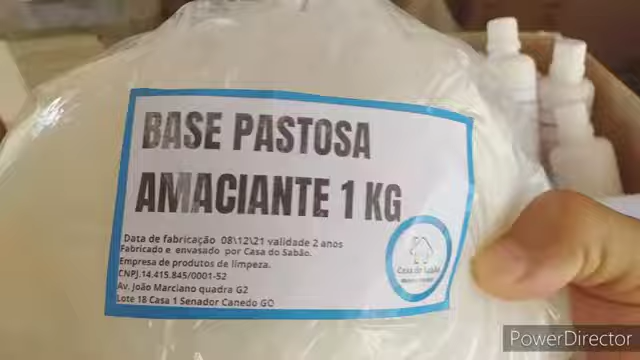 BASE PASTOSA
AMACIANTE 1 KG
Data de fabricação 08\12\21 validade 2 anos
Fabricado e envasado por Casa do Sabão.
Empresa de produtos de limpeza.
CNPJ.14.415.845/0001-52
Av. João Marciano quadra G2
Lote 18 Casa 1 Senador Canedo GO
Casa do Sabão
PowerDirector